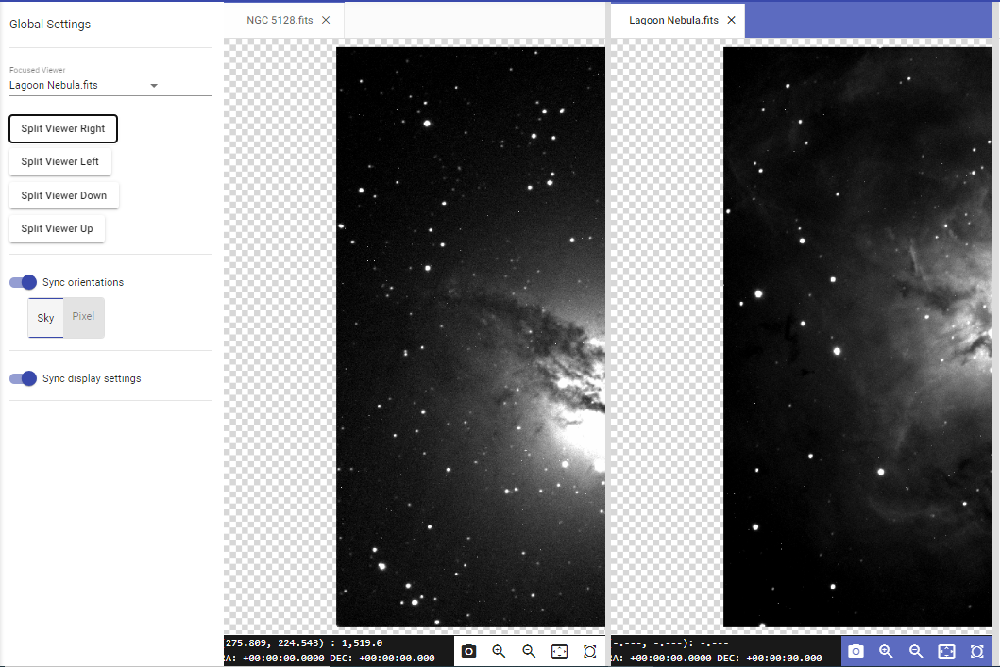 Global Settings
Focused Viewer
Lagoon Nebula.fits
Split Viewer Right
Split Viewer Left
Split Viewer Down
Split Viewer Up
Sync orientations
Sky Pixel
Sync display settings
NGC 5128.fits
275.809, 224.543) : 1,519.0
RA: +00:00:00.0000 DEC: +00:00:00.000
Lagoon Nebula.fits
-.---, -.---): -.---
RA: +00:00:00.0000 DEC: +00:00:00.000